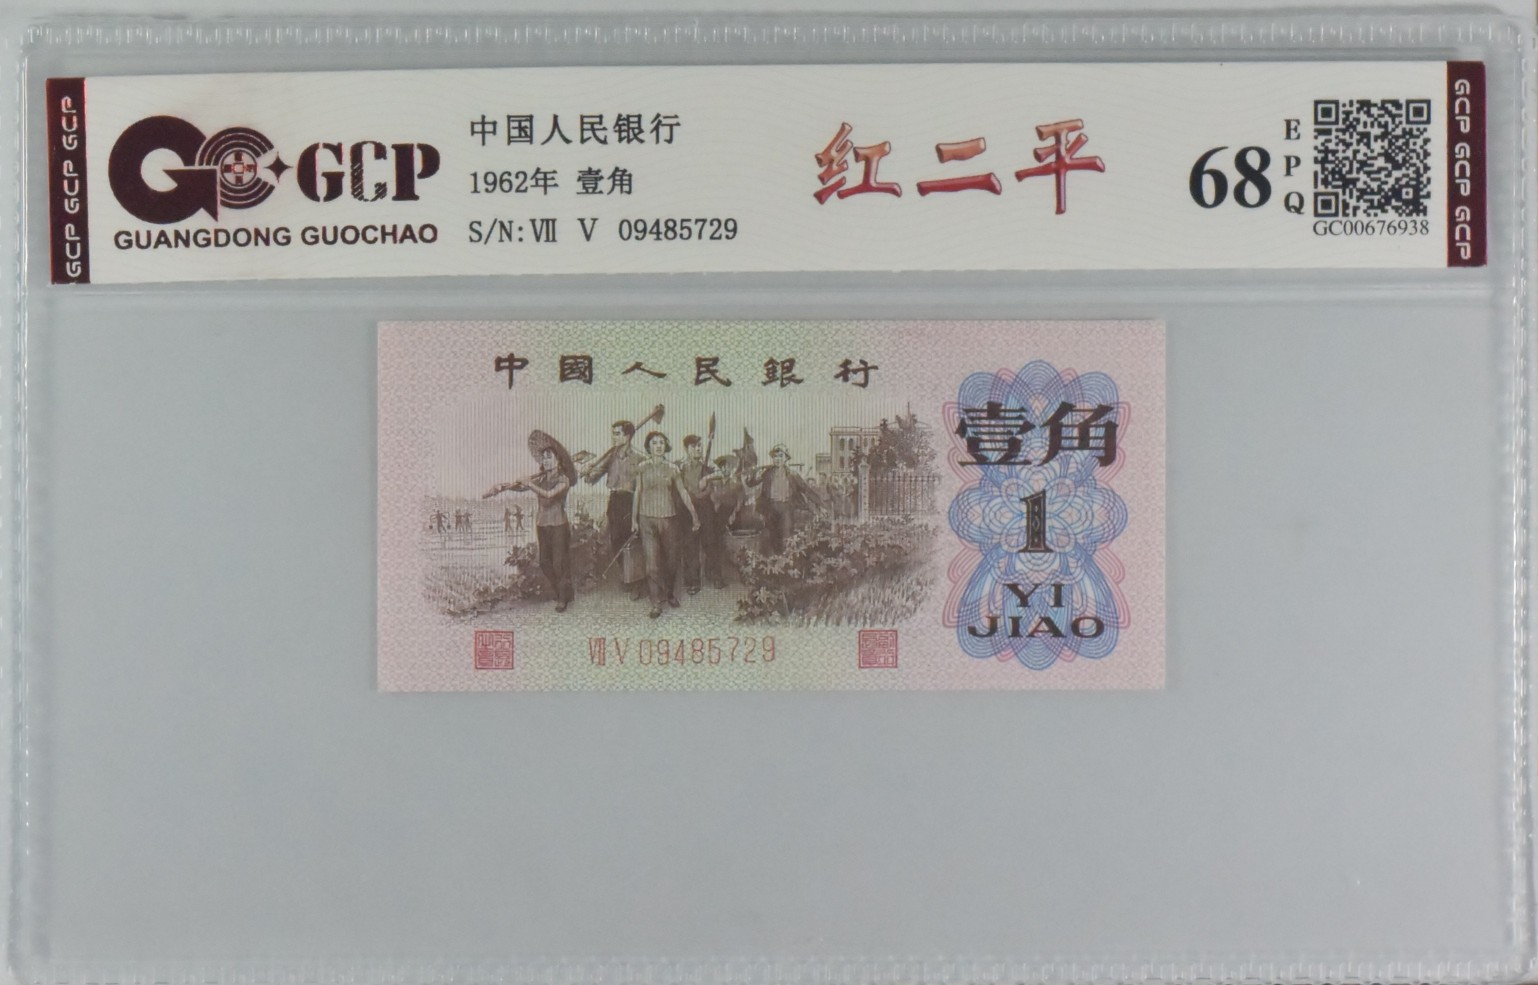 GCP GCP GCP
GCP
GUANGDONG GUOCHAO
中国人民银行
1962年 壹角
S/N: Ⅶ V 09485729
红二平
68
EPQ
GC00676938
GCP GCP GCP
中國人民銀行
壹角
1
YI
JIAO
Ⅶ V 09485729